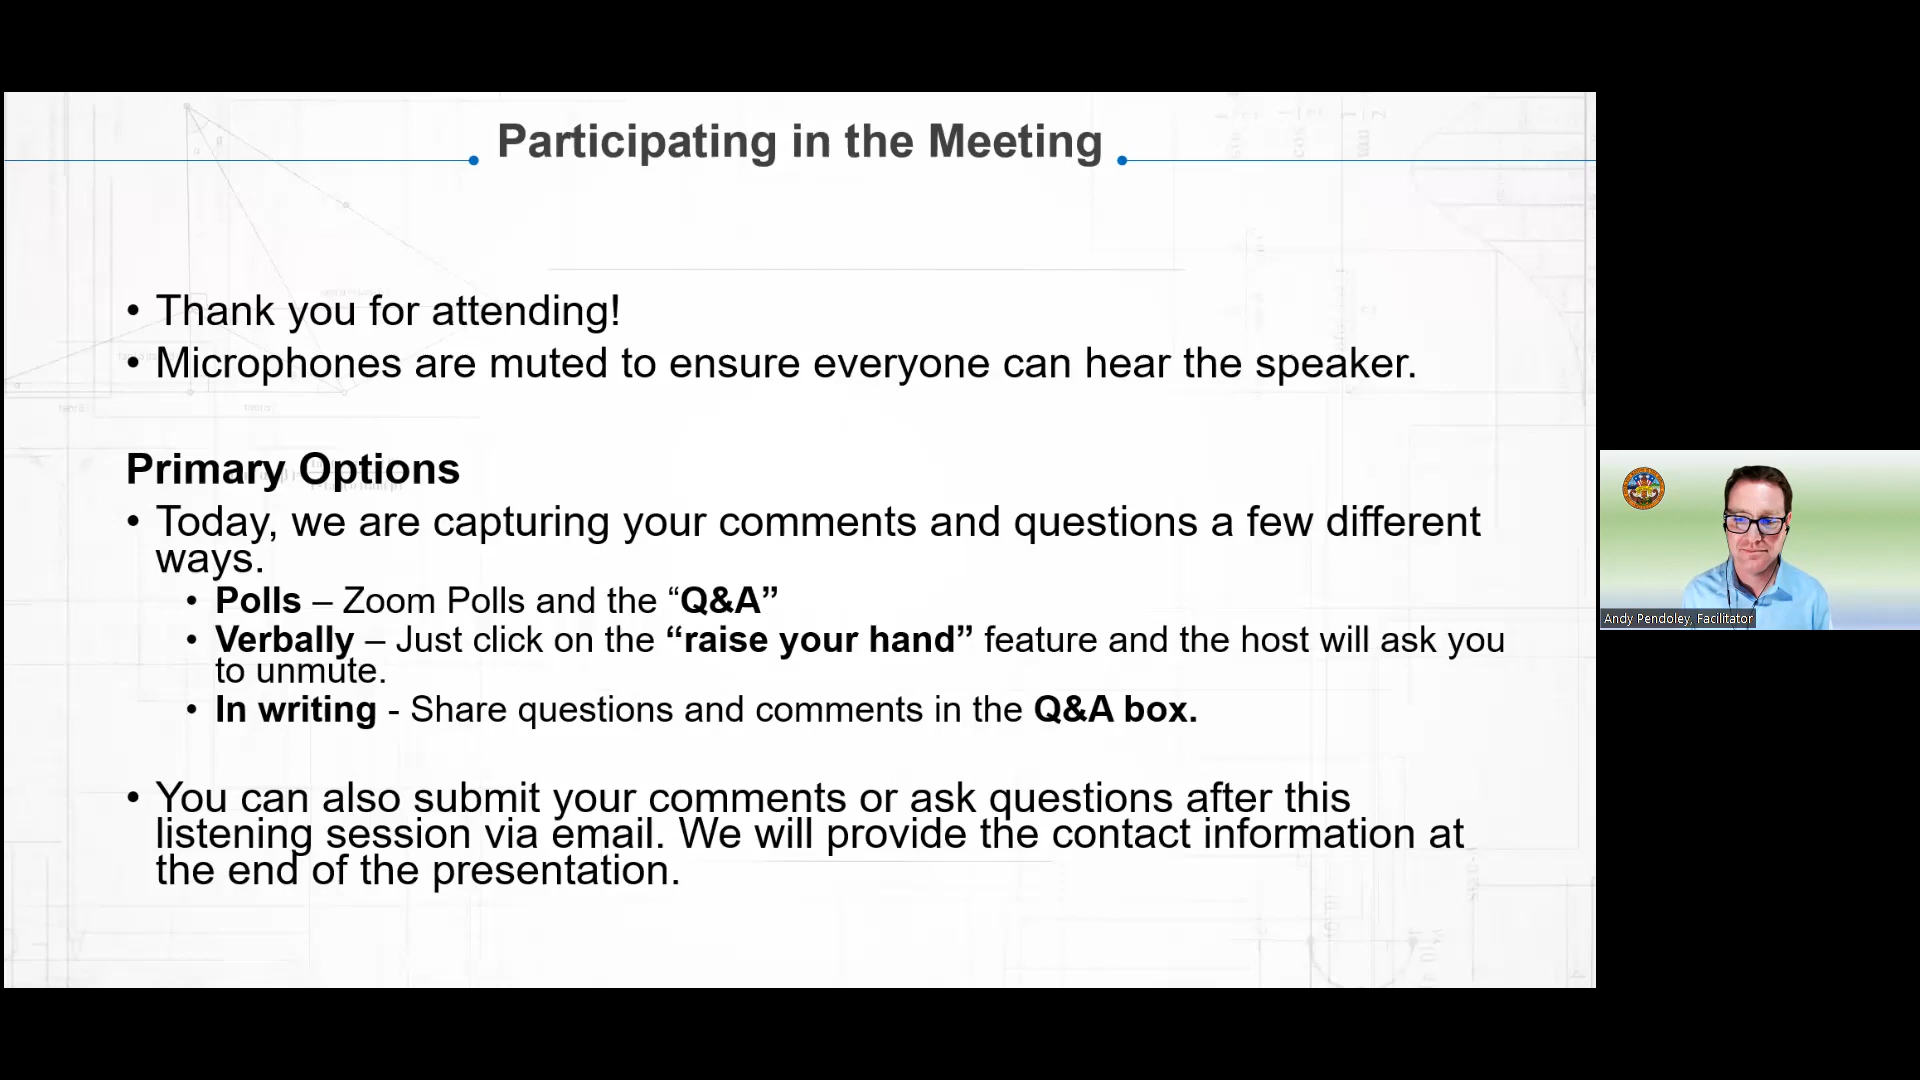 Participating in the Meeting
• Thank you for attending!
• Microphones are muted to ensure everyone can hear the speaker.
Primary Options
• Today, we are capturing your comments and questions a few different
ways.
• Polls – Zoom Polls and the “Q&A”
• Verbally – Just click on the “raise your hand” feature and the host will ask you
to unmute.
• In writing - Share questions and comments in the Q&A box.
• You can also submit your comments or ask questions after this
listening session via email. We will provide the contact information at
the end of the presentation.
Andy Pendoley, Facilitator